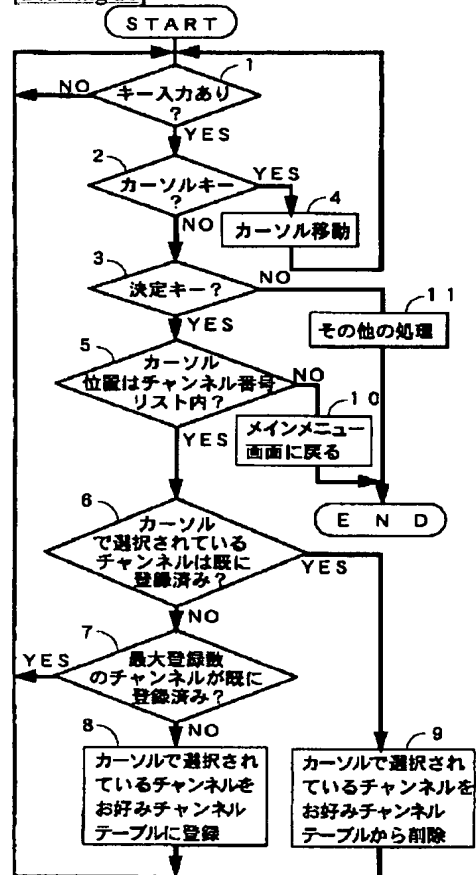 START
1
キー入力あり
?
NO
YES
2
カーソルキー
?
YES
NO
4
カーソル移動
3
決定キー?
NO
YES
11
その他の処理
5
カーソル
位置はチャンネル番号
リスト内?
NO
YES
10
メインメニュー
画面に戻る
END
6
カーソル
で選択されている
チャンネルは既に
登録済み?
YES
NO
7
最大登録数
のチャンネルが既に
登録済み?
YES
NO
8
カーソルで選択され
ているチャンネルを
お好みチャンネル
テーブルに登録
9
カーソルで選択され
ているチャンネルを
お好みチャンネル
テーブルから削除